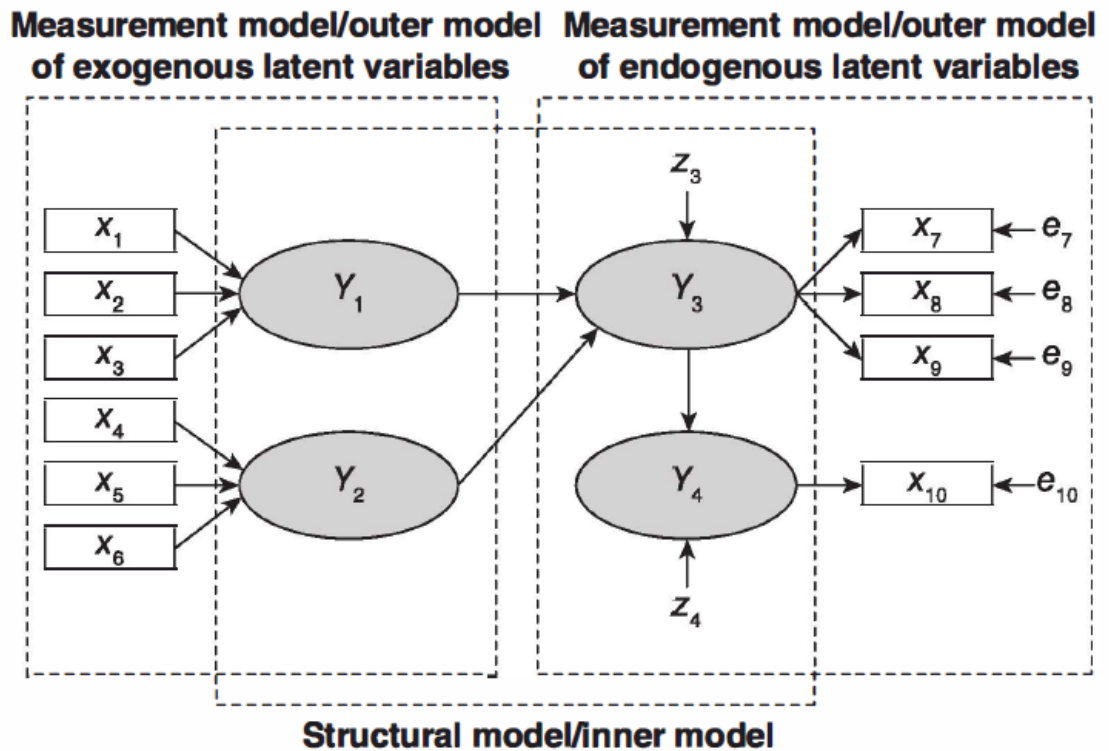 Measurement model/outer model
of exogenous latent variables
Measurement model/outer model
of endogenous latent variables
z₃
x₁
x₂
x₃
x₄
x₅
x₆
Y₁
Y₂
Y₃
Y₄
x₇
x₈
x₉
x₁₀
e₇
e₈
e₉
e₁₀
z₄
Structural model/inner model